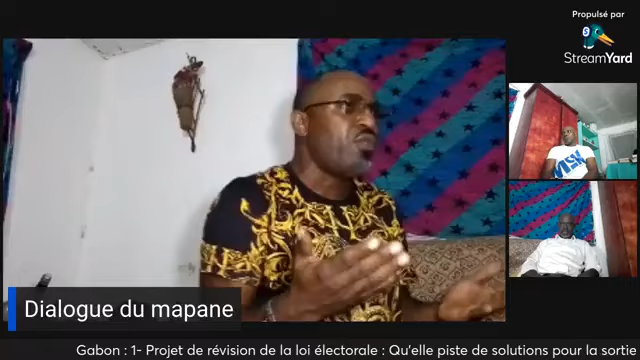 Propulsé par
StreamYard
MSK
Dialogue du mapane
Gabon : 1- Projet de révision de la loi électorale : Qu'elle piste de solutions pour la sortie